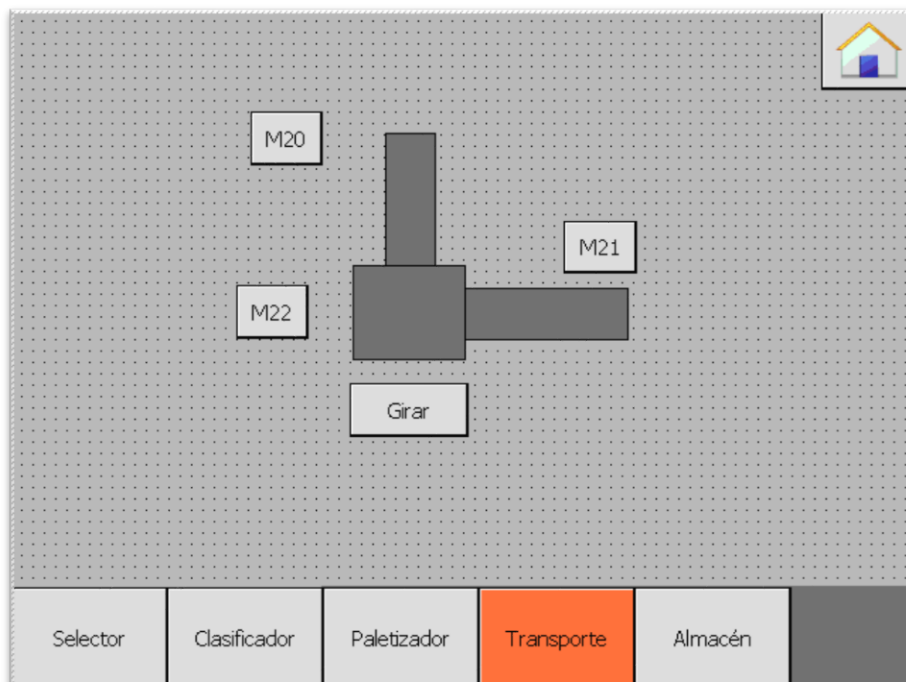 M20
M21
M22
Girar
Selector Clasificador Paletizador Transporte Almacén